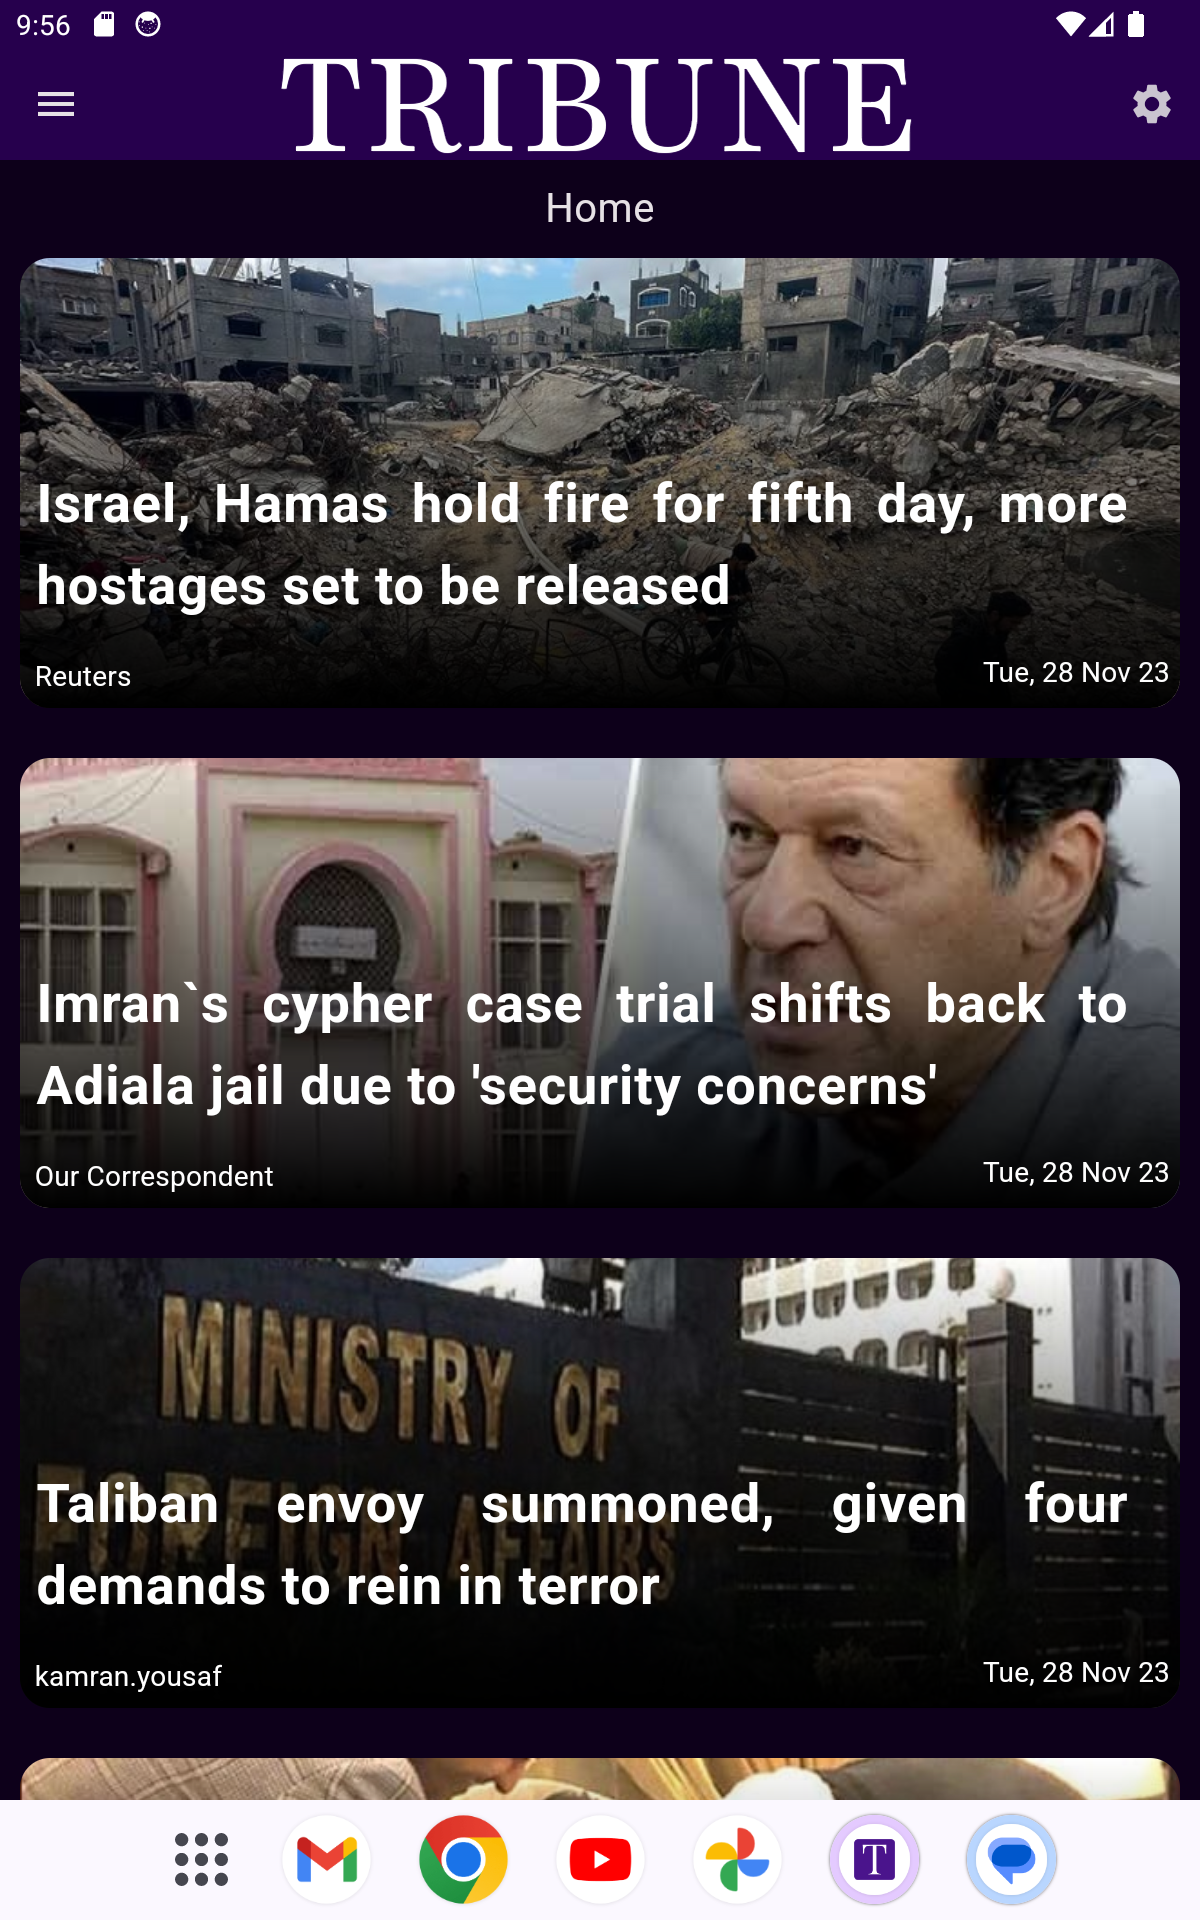 9:56
TRIBUNE
Home
Israel, Hamas hold fire for fifth day, more
hostages set to be released
Reuters
Tue, 28 Nov 23
Imran`s cypher case trial shifts back to
Adiala jail due to 'security concerns'
Our Correspondent
Tue, 28 Nov 23
MINISTRY OF
FOREIGN AFFAIRS
Taliban envoy summoned, given four
demands to rein in terror
kamran.yousaf
Tue, 28 Nov 23
T